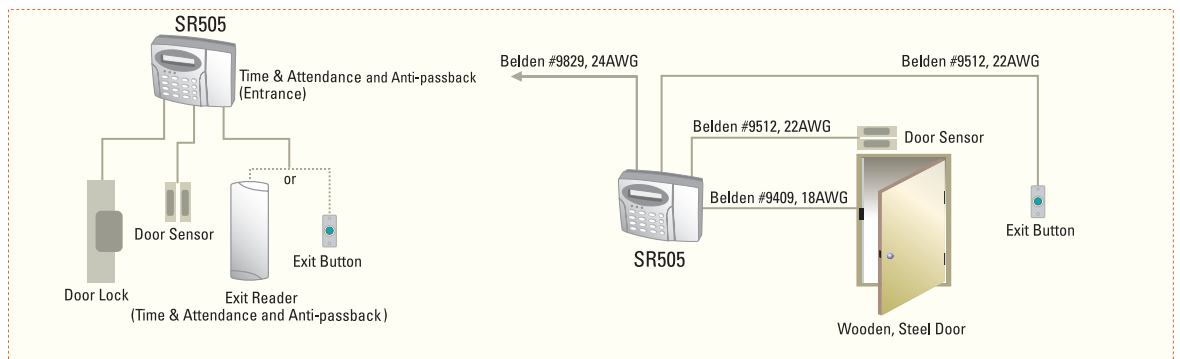 SR505
Time & Attendance and Anti-passback
(Entrance)
or
Door Sensor
Exit Button
Door Lock
Exit Reader
(Time & Attendance and Anti-passback)
Belden #9829, 24AWG
Belden #9512, 22AWG
Belden #9512, 22AWG
Door Sensor
Belden #9409, 18AWG
SR505
Exit Button
Wooden, Steel Door